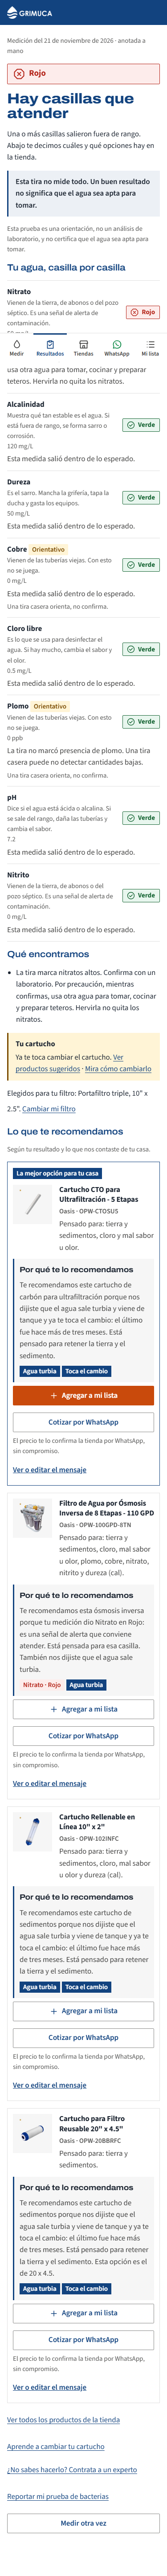 GRIMUCA
Medición del 21 de noviembre de 2026 · anotada a
mano
Rojo
Hay casillas que
atender
Una o más casillas salieron fuera de rango.
Abajo te decimos cuáles y qué opciones hay en
la tienda.
Esta tira no mide todo. Un buen resultado
no significa que el agua sea apta para
tomar.
Esta prueba es una orientación, no un análisis de
laboratorio, y no certifica que el agua sea apta para
tomar.
Tu agua, casilla por casilla
Nitrato
Vienen de la tierra, de abonos o del pozo
séptico. Es una señal de alerta de
contaminación.
Rojo
Medir
Resultados
Tiendas
WhatsApp
Mi lista
usa otra agua para tomar, cocinar y preparar
teteros. Hervirla no quita los nitratos.
Alcalinidad
Muestra qué tan estable es el agua. Si
está fuera de rango, se forma sarro o
corrosión.
120 mg/L
Verde
Esta medida salió dentro de lo esperado.
Dureza
Es el sarro. Mancha la grifería, tapa la
ducha y gasta los equipos.
50 mg/L
Verde
Esta medida salió dentro de lo esperado.
Cobre Orientativo
Vienen de las tuberías viejas. Con esto
no se juega.
0 mg/L
Verde
Esta medida salió dentro de lo esperado.
Una tira casera orienta, no confirma.
Cloro libre
Es lo que se usa para desinfectar el
agua. Si hay mucho, cambia el sabor y
el olor.
0.5 mg/L
Verde
Esta medida salió dentro de lo esperado.
Plomo Orientativo
Vienen de las tuberías viejas. Con esto
no se juega.
0 ppb
Verde
La tira no marcó presencia de plomo. Una tira
casera puede no detectar cantidades bajas.
Una tira casera orienta, no confirma.
pH
Dice si el agua está ácida o alcalina. Si
se sale del rango, daña las tuberías y
cambia el sabor.
7.2
Verde
Esta medida salió dentro de lo esperado.
Nitrito
Vienen de la tierra, de abonos o del
pozo séptico. Es una señal de alerta de
contaminación.
0 mg/L
Verde
Esta medida salió dentro de lo esperado.
Qué encontramos
La tira marca nitratos altos. Confirma con un
laboratorio. Por precaución, mientras
confirmas, usa otra agua para tomar, cocinar
y preparar teteros. Hervirla no quita los
nitratos.
Tu cartucho
Ya te toca cambiar el cartucho. Ver
productos sugeridos · Mira cómo cambiarlo
Elegidos para tu filtro: Portafiltro triple, 10" x
2.5". Cambiar mi filtro
Lo que te recomendamos
Según tu resultado y lo que nos contaste de tu casa.
La mejor opción para tu casa
Cartucho CTO para
Ultrafiltración - 5 Etapas
Oasis · OPW-CTOSU5
Pensado para: tierra y
sedimentos, cloro y mal sabor
u olor.
Por qué te lo recomendamos
Te recomendamos este cartucho de
carbón para ultrafiltración porque nos
dijiste que el agua sale turbia y viene de
tanque y ya te toca el cambio: el último
fue hace más de tres meses. Está
pensado para retener la tierra y el
sedimento.
Agua turbia
Toca el cambio
Agregar a mi lista
Cotizar por WhatsApp
El precio te lo confirma la tienda por WhatsApp,
sin compromiso.
Ver o editar el mensaje
Filtro de Agua por Ósmosis
Inversa de 8 Etapas - 110 GPD
Oasis · OPW-100GPD-8TN
Pensado para: tierra y
sedimentos, cloro, mal sabor
u olor, plomo, cobre, nitrato,
nitrito y dureza (cal).
Por qué te lo recomendamos
Te recomendamos esta ósmosis inversa
porque tu medición dio Nitrato en Rojo:
es una señal de alerta que conviene
atender. Está pensada para esa casilla.
También nos dijiste que el agua sale
turbia.
Nitrato · Rojo
Agua turbia
Agregar a mi lista
Cotizar por WhatsApp
El precio te lo confirma la tienda por WhatsApp,
sin compromiso.
Ver o editar el mensaje
Cartucho Rellenable en
Línea 10" x 2"
Oasis · OPW-102INFC
Pensado para: tierra y
sedimentos, cloro, mal sabor
u olor y dureza (cal).
Por qué te lo recomendamos
Te recomendamos este cartucho de
sedimentos porque nos dijiste que el
agua sale turbia y viene de tanque y ya te
toca el cambio: el último fue hace más
de tres meses. Está pensado para retener
la tierra y el sedimento.
Agua turbia
Toca el cambio
Agregar a mi lista
Cotizar por WhatsApp
El precio te lo confirma la tienda por WhatsApp,
sin compromiso.
Ver o editar el mensaje
Cartucho para Filtro
Reusable 20" x 4.5"
Oasis · OPW-20BBRFC
Pensado para: tierra y
sedimentos.
Por qué te lo recomendamos
Te recomendamos este cartucho de
sedimentos porque nos dijiste que el
agua sale turbia y viene de tanque y ya te
toca el cambio: el último fue hace más
de tres meses. Está pensado para retener
la tierra y el sedimento. Esta opción es
de 20 x 4.5.
Agua turbia
Toca el cambio
Agregar a mi lista
Cotizar por WhatsApp
El precio te lo confirma la tienda por WhatsApp,
sin compromiso.
Ver o editar el mensaje
Ver todos los productos de la tienda
Aprende a cambiar tu cartucho
¿No sabes hacerlo? Contrata a un experto
Reportar mi prueba de bacterias
Medir otra vez